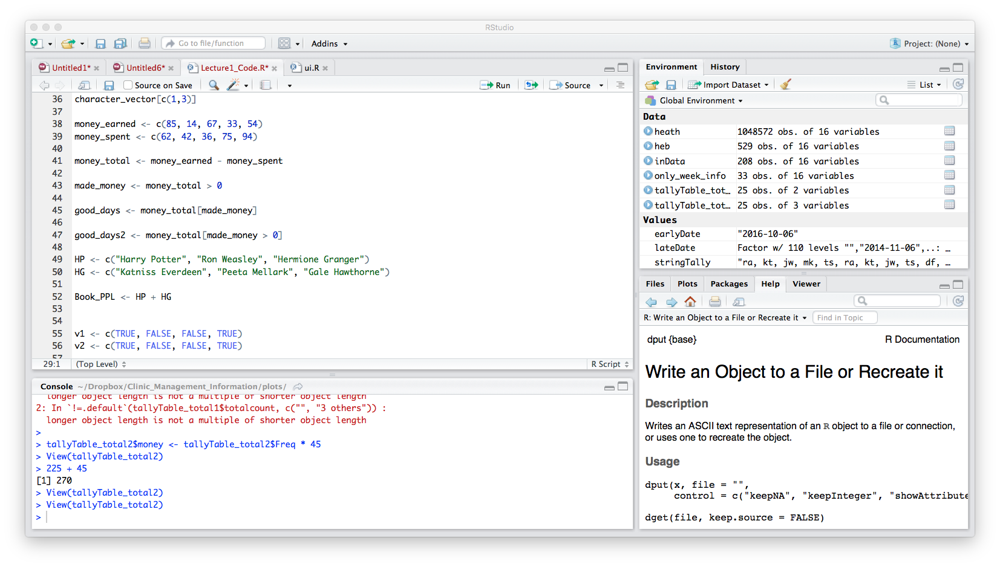 RStudio
Go to file/function
Addins
Project: (None)
Untitled1*
Untitled6*
Lecture1_Code.R*
ui.R
Source on Save
Run
Source
36 character_vector[c(1,3)]
37
38 money_earned <- c(85, 14, 67, 33, 54)
39 money_spent <- c(62, 42, 36, 75, 94)
40
41 money_total <- money_earned - money_spent
42
43 made_money <- money_total > 0
44
45 good_days <- money_total[made_money]
46
47 good_days2 <- money_total[made_money > 0]
48
49 HP <- c("Harry Potter", "Ron Weasley", "Hermione Granger")
50 HG <- c("Katniss Everdeen", "Peeta Mellark", "Gale Hawthorne")
51
52 Book_PPL <- HP + HG
53
54
55 v1 <- c(TRUE, FALSE, FALSE, TRUE)
56 v2 <- c(TRUE, FALSE, FALSE, TRUE)
57
29:1 (Top Level) R Script
Console ~/Dropbox/Clinic_Management_Information/plots/
longer object length is not a multiple of shorter object length
2: In `!=.default`(tallyTable_total1$totalcount, c("", "3 others")) :
longer object length is not a multiple of shorter object length
>
> tallyTable_total2$money <- tallyTable_total2$Freq * 45
> View(tallyTable_total2)
> 225 + 45
[1] 270
> View(tallyTable_total2)
> View(tallyTable_total2)
>
Environment History
Import Dataset
List
Global Environment
Data
heath 1048572 obs. of 16 variables
heb 529 obs. of 16 variables
inData 208 obs. of 16 variables
only_week_info 33 obs. of 16 variables
tallyTable_tot… 25 obs. of 2 variables
tallyTable_tot… 25 obs. of 3 variables
Values
earlyDate "2016-10-06"
lateDate Factor w/ 110 levels "","2014-11-06",..: …
stringTally "ra, kt, jw, mk, ts, ra, kt, jw, ts, df, …
Files Plots Packages Help Viewer
R: Write an Object to a File or Recreate it
Find in Topic
dput {base} R Documentation
Write an Object to a File or Recreate it
Description
Writes an ASCII text representation of an R object to a file or connection,
or uses one to recreate the object.
Usage
dput(x, file = "",
control = c("keepNA", "keepInteger", "showAttribute
dget(file, keep.source = FALSE)